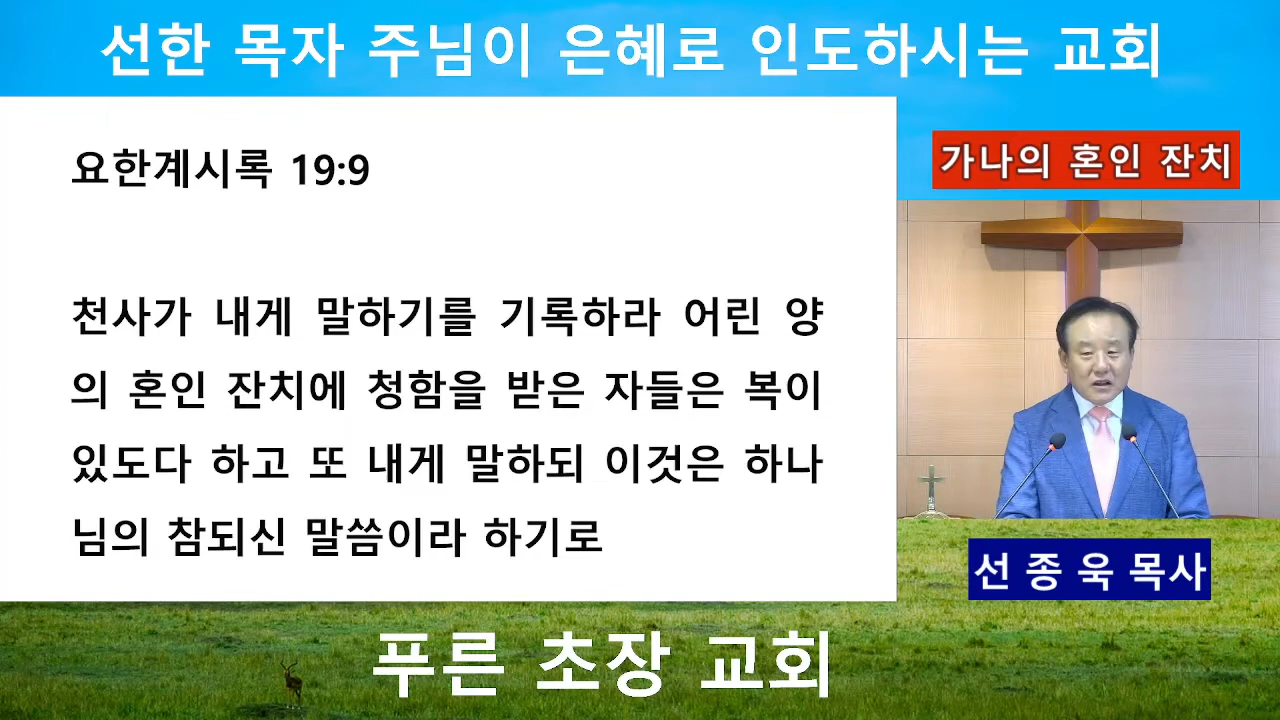 선한 목자 주님이 은혜로 인도하시는 교회
가나의 혼인 잔치
요한계시록 19:9
천사가 내게 말하기를 기록하라 어린 양
의 혼인 잔치에 청함을 받은 자들은 복이
있도다 하고 또 내게 말하되 이것은 하나
님의 참되신 말씀이라 하기로
선 종 욱 목사
푸른 초장 교회